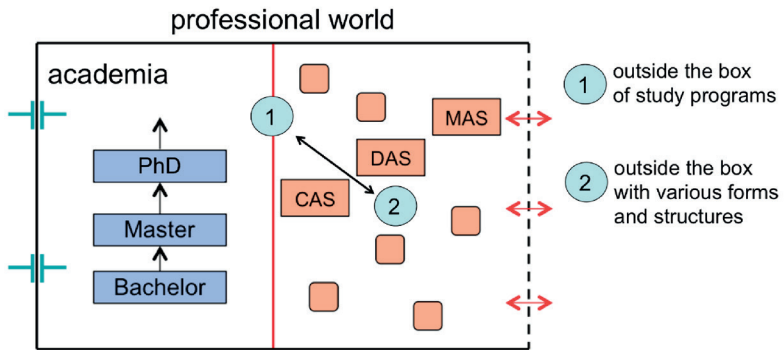 professional world
academia
PhD
Master
Bachelor
1
MAS
DAS
CAS
2
1
outside the box
of study programs
2
outside the box
with various forms
and structures